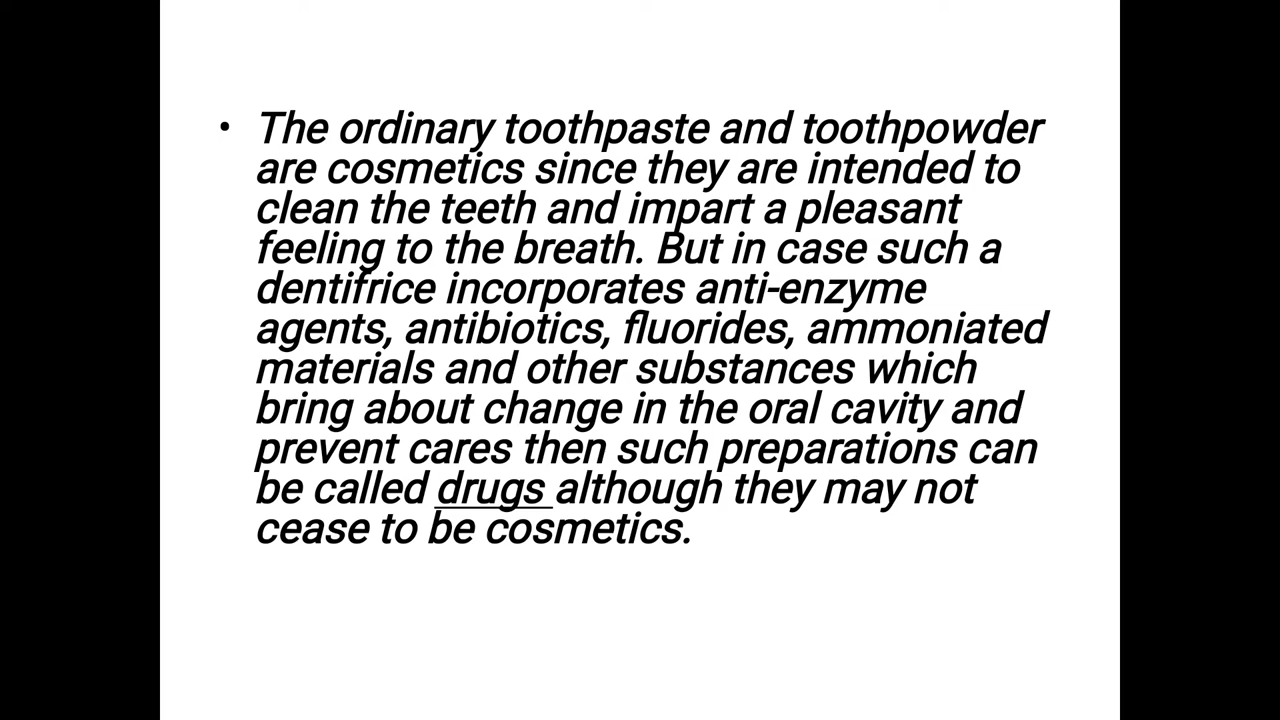 • The ordinary toothpaste and toothpowder
are cosmetics since they are intended to
clean the teeth and impart a pleasant
feeling to the breath. But in case such a
dentifrice incorporates anti-enzyme
agents, antibiotics, fluorides, ammoniated
materials and other substances which
bring about change in the oral cavity and
prevent cares then such preparations can
be called drugs although they may not
cease to be cosmetics.